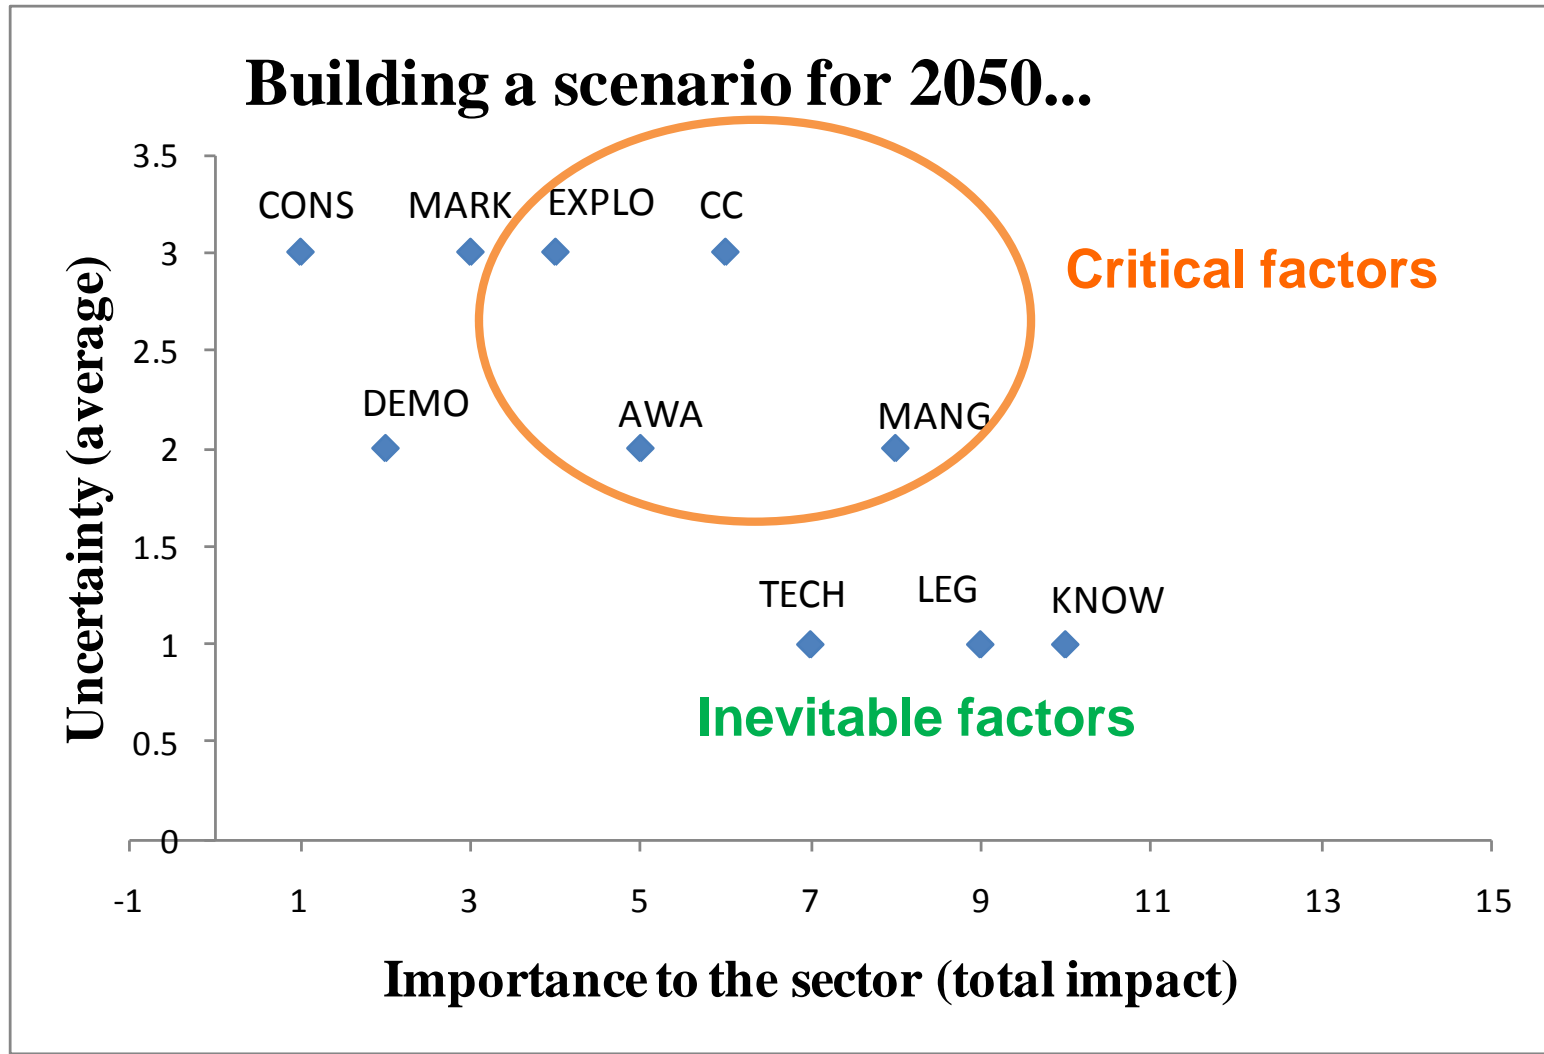 Building a scenario for 2050...
3.5
CONS MARK EXPLO CC
3
Critical factors
2.5
DEMO AWA MANG
2
1.5
TECH LEG KNOW
1
Inevitable factors
0.5
0
Uncertainty (average)
-1 1 3 5 7 9 11 13 15
Importance to the sector (total impact)